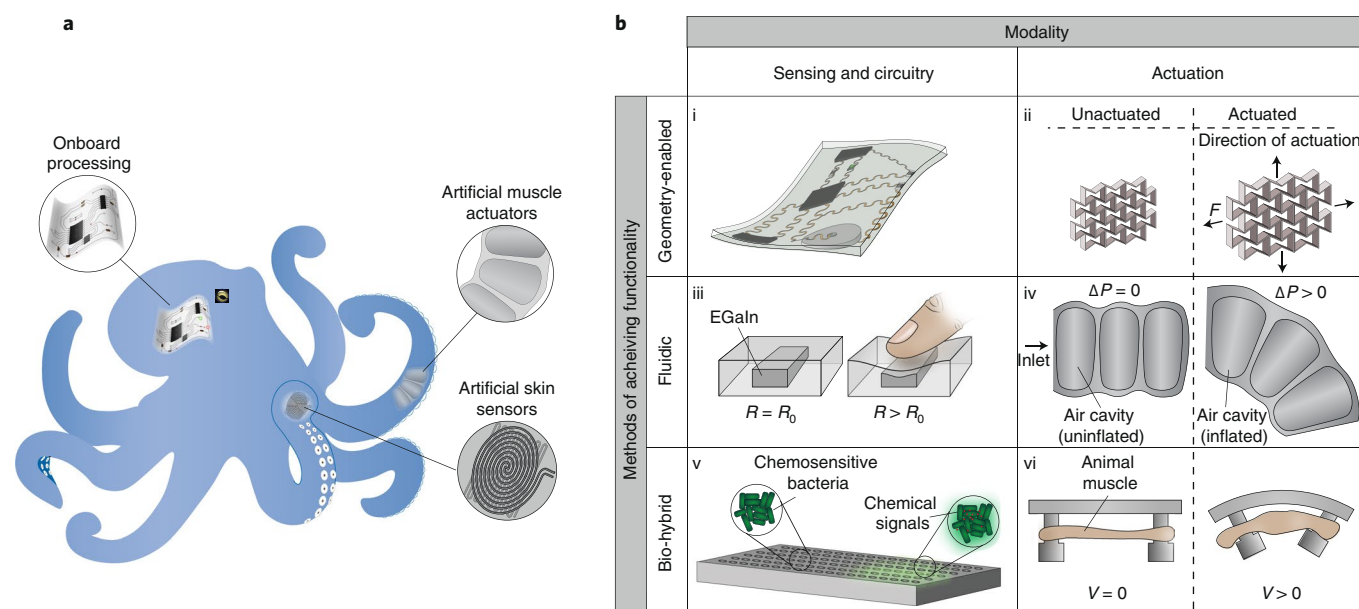 a
Onboard
processing
Artificial muscle
actuators
Artificial skin
sensors
b
Modality
Sensing and circuitry
Actuation
Methods of acheiving functionality
Geometry-enabled
i
ii
Unactuated
Actuated
Direction of actuation
F
Fluidic
iii
EGaIn
R = R0
R > R0
iv
ΔP = 0
ΔP > 0
Inlet
Air cavity
(uninflated)
Air cavity
(inflated)
Bio-hybrid
v
Chemosensitive
bacteria
Chemical
signals
vi
Animal
muscle
V = 0
V > 0